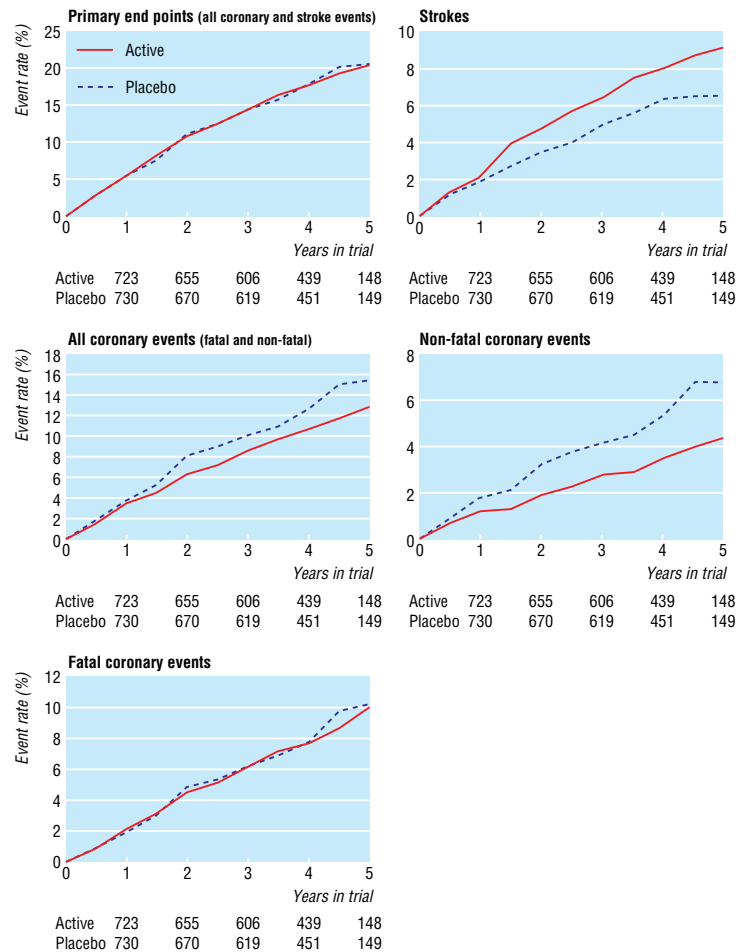 Primary end points (all coronary and stroke events)
Event rate (%)
25
20
15
10
5
0
Active
Placebo
0 1 2 3 4 5
Years in trial
Active 723 655 606 439 148
Placebo 730 670 619 451 149
Strokes
10
8
6
4
2
0
0 1 2 3 4 5
Years in trial
Active 723 655 606 439 148
Placebo 730 670 619 451 149
All coronary events (fatal and non-fatal)
Event rate (%)
18
16
14
12
10
8
6
4
2
0
0 1 2 3 4 5
Years in trial
Active 723 655 606 439 148
Placebo 730 670 619 451 149
Non-fatal coronary events
8
6
4
2
0
0 1 2 3 4 5
Years in trial
Active 723 655 606 439 148
Placebo 730 670 619 451 149
Fatal coronary events
Event rate (%)
12
10
8
6
4
2
0
0 1 2 3 4 5
Years in trial
Active 723 655 606 439 148
Placebo 730 670 619 451 149